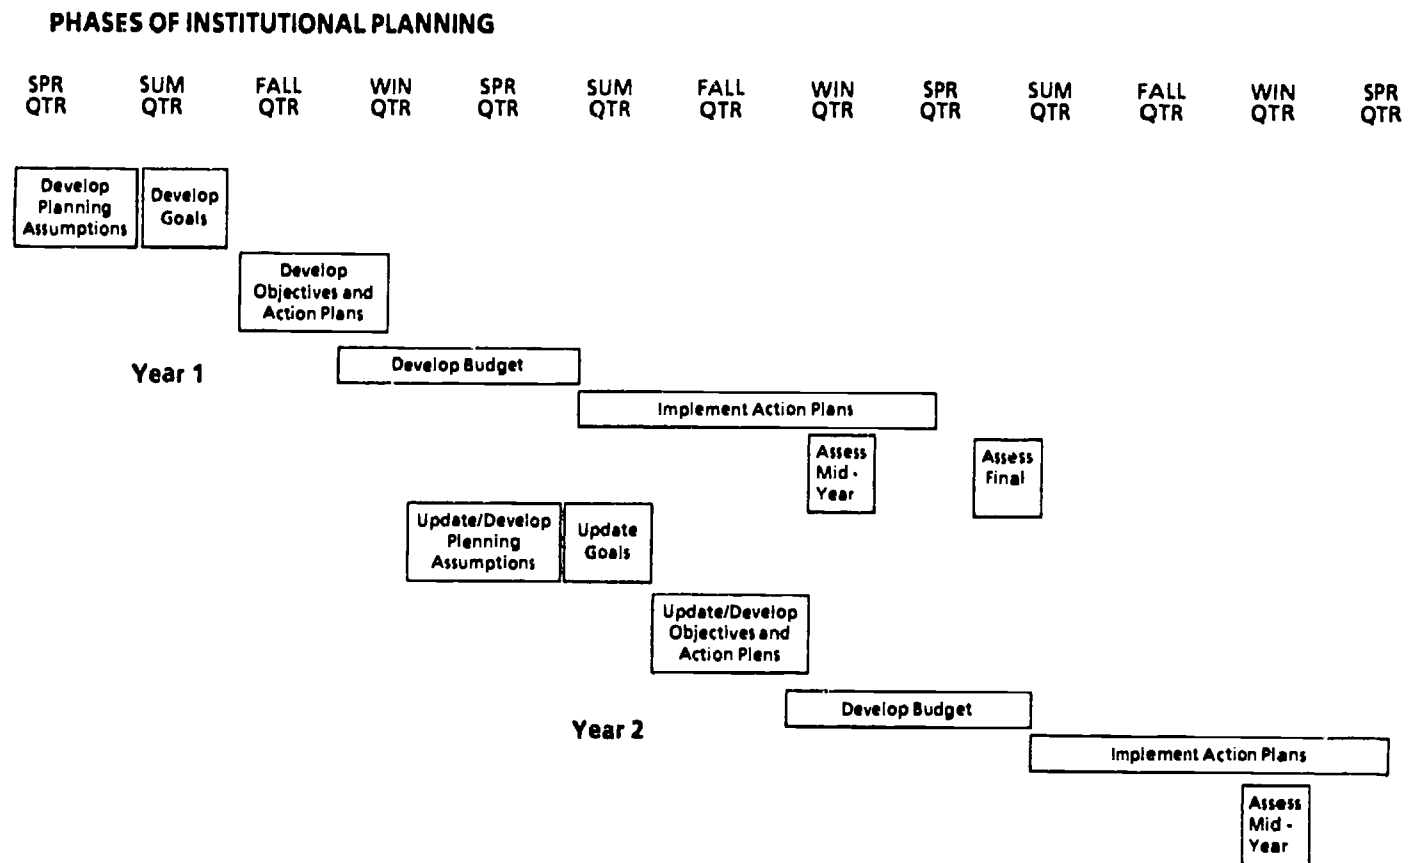 PHASES OF INSTITUTIONAL PLANNING
SPR SUM FALL WIN SPR SUM FALL WIN SPR SUM FALL WIN SPR
QTR QTR QTR QTR QTR QTR QTR QTR QTR QTR QTR QTR QTR
Develop
Planning
Assumptions
Develop
Goals
Develop
Objectives and
Action Plans
Year 1
Develop Budget
Implement Action Plans
Assess
Mid -
Year
Assess
Final
Update/Develop
Planning
Assumptions
Update
Goals
Update/Develop
Objectives and
Action Plens
Year 2
Develop Budget
Implement Action Plans
Assess
Mid -
Year